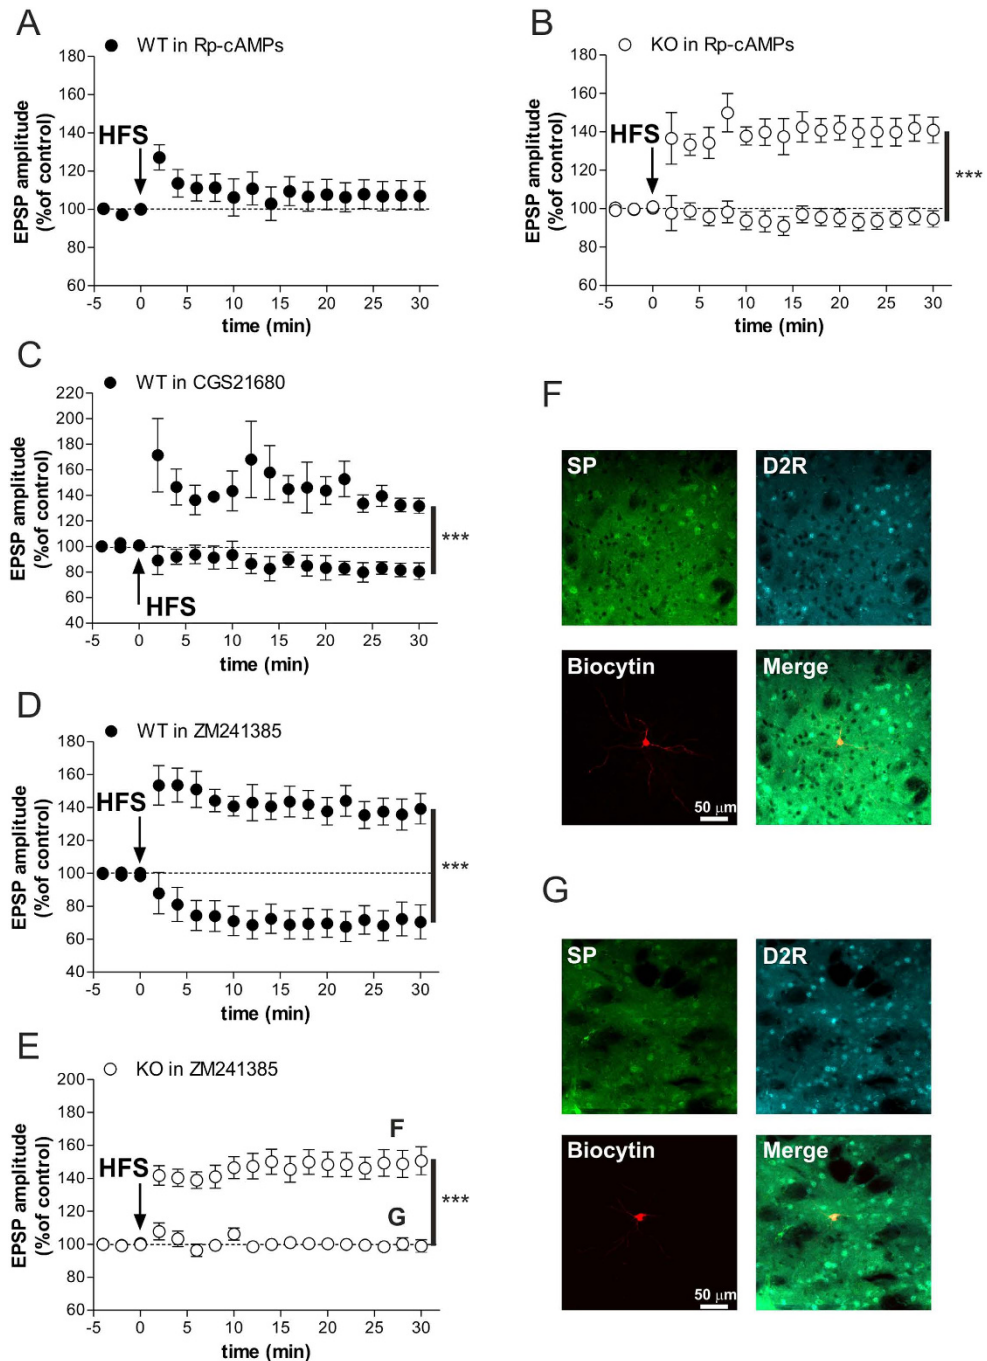 A
● WT in Rp-cAMPs
EPSP amplitude
(%of control)
180
160
140
120
100
80
60
HFS
-5 0 5 10 15 20 25 30
time (min)
B
○ KO in Rp-cAMPs
EPSP amplitude
(%of control)
180
160
140
120
100
80
60
HFS
***
-5 0 5 10 15 20 25 30
time (min)
C
● WT in CGS21680
EPSP amplitude
(%of control)
220
200
180
160
140
120
100
80
60
40
HFS
***
-5 0 5 10 15 20 25 30
time (min)
D
● WT in ZM241385
EPSP amplitude
(%of control)
180
160
140
120
100
80
60
40
HFS
***
-5 0 5 10 15 20 25 30
time (min)
E
○ KO in ZM241385
EPSP amplitude
(%of control)
200
180
160
140
120
100
80
60
HFS
F
G
***
-5 0 5 10 15 20 25 30
time (min)
F
SP
D2R
Biocytin
50 μm
Merge
G
SP
D2R
Biocytin
50 μm
Merge